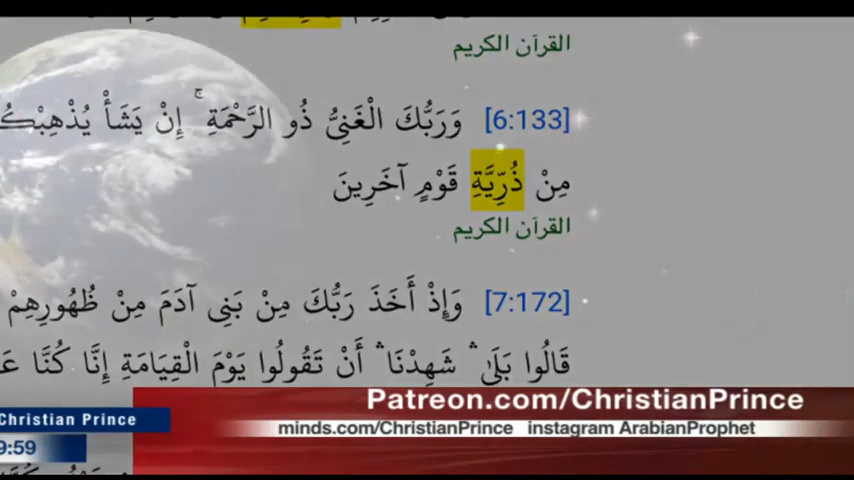 القرآن الكريم
[6:133] وَرَبُّكَ الْغَنِىُّ ذُو الرَّحْمَةِ ۚ إِنْ يَشَأْ
مِنْ ذُرِّيَّةِ قَوْمٍ آخَرِينَ
القرآن الكريم
[7:172] وَإِذْ أَخَذَ رَبُّكَ مِنْ بَنِى آدَمَ مِنْ ظُهُورِهِمْ
قَالُوا بَلَىٰ ۛ شَهِدْنَا ۛ أَنْ تَقُولُوا يَوْمَ الْقِيَامَةِ إِنَّا كُنَّا
Patreon.com/ChristianPrince
Christian Prince
minds.com/ChristianPrince instagram ArabianProphet
9:59